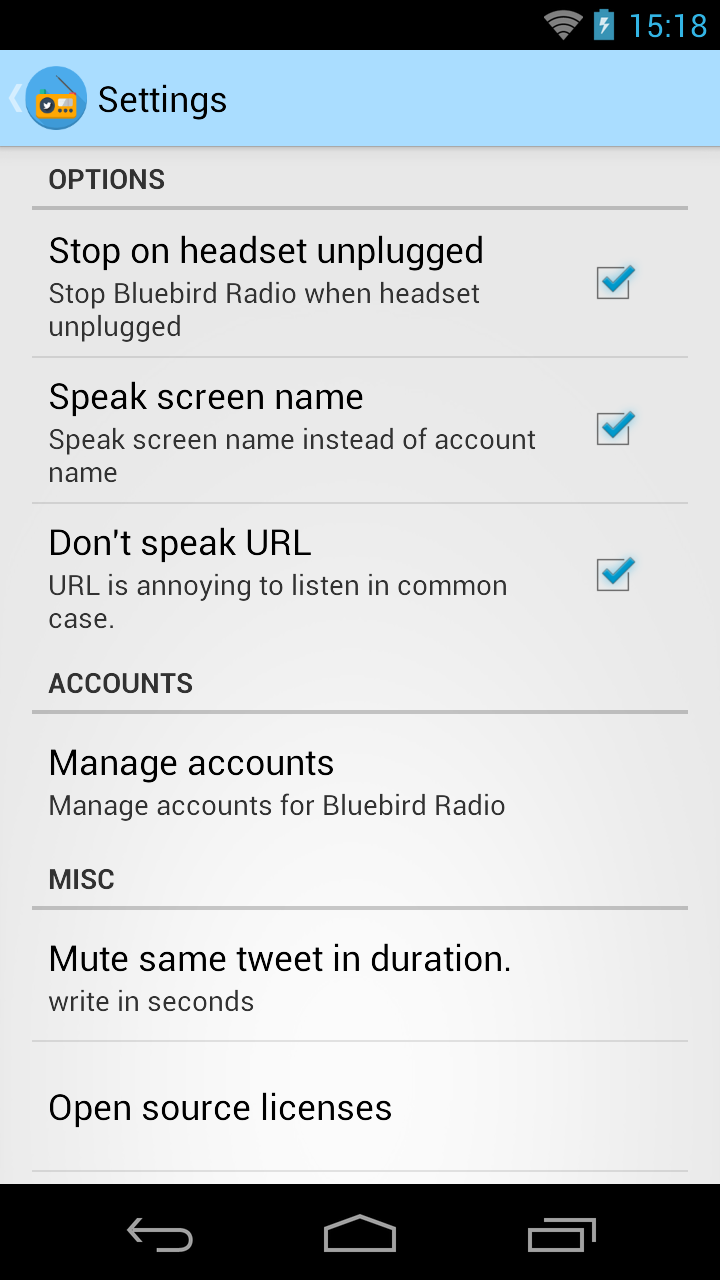 15:18
Settings
OPTIONS
Stop on headset unplugged
Stop Bluebird Radio when headset
unplugged
Speak screen name
Speak screen name instead of account
name
Don't speak URL
URL is annoying to listen in common
case.
ACCOUNTS
Manage accounts
Manage accounts for Bluebird Radio
MISC
Mute same tweet in duration.
write in seconds
Open source licenses